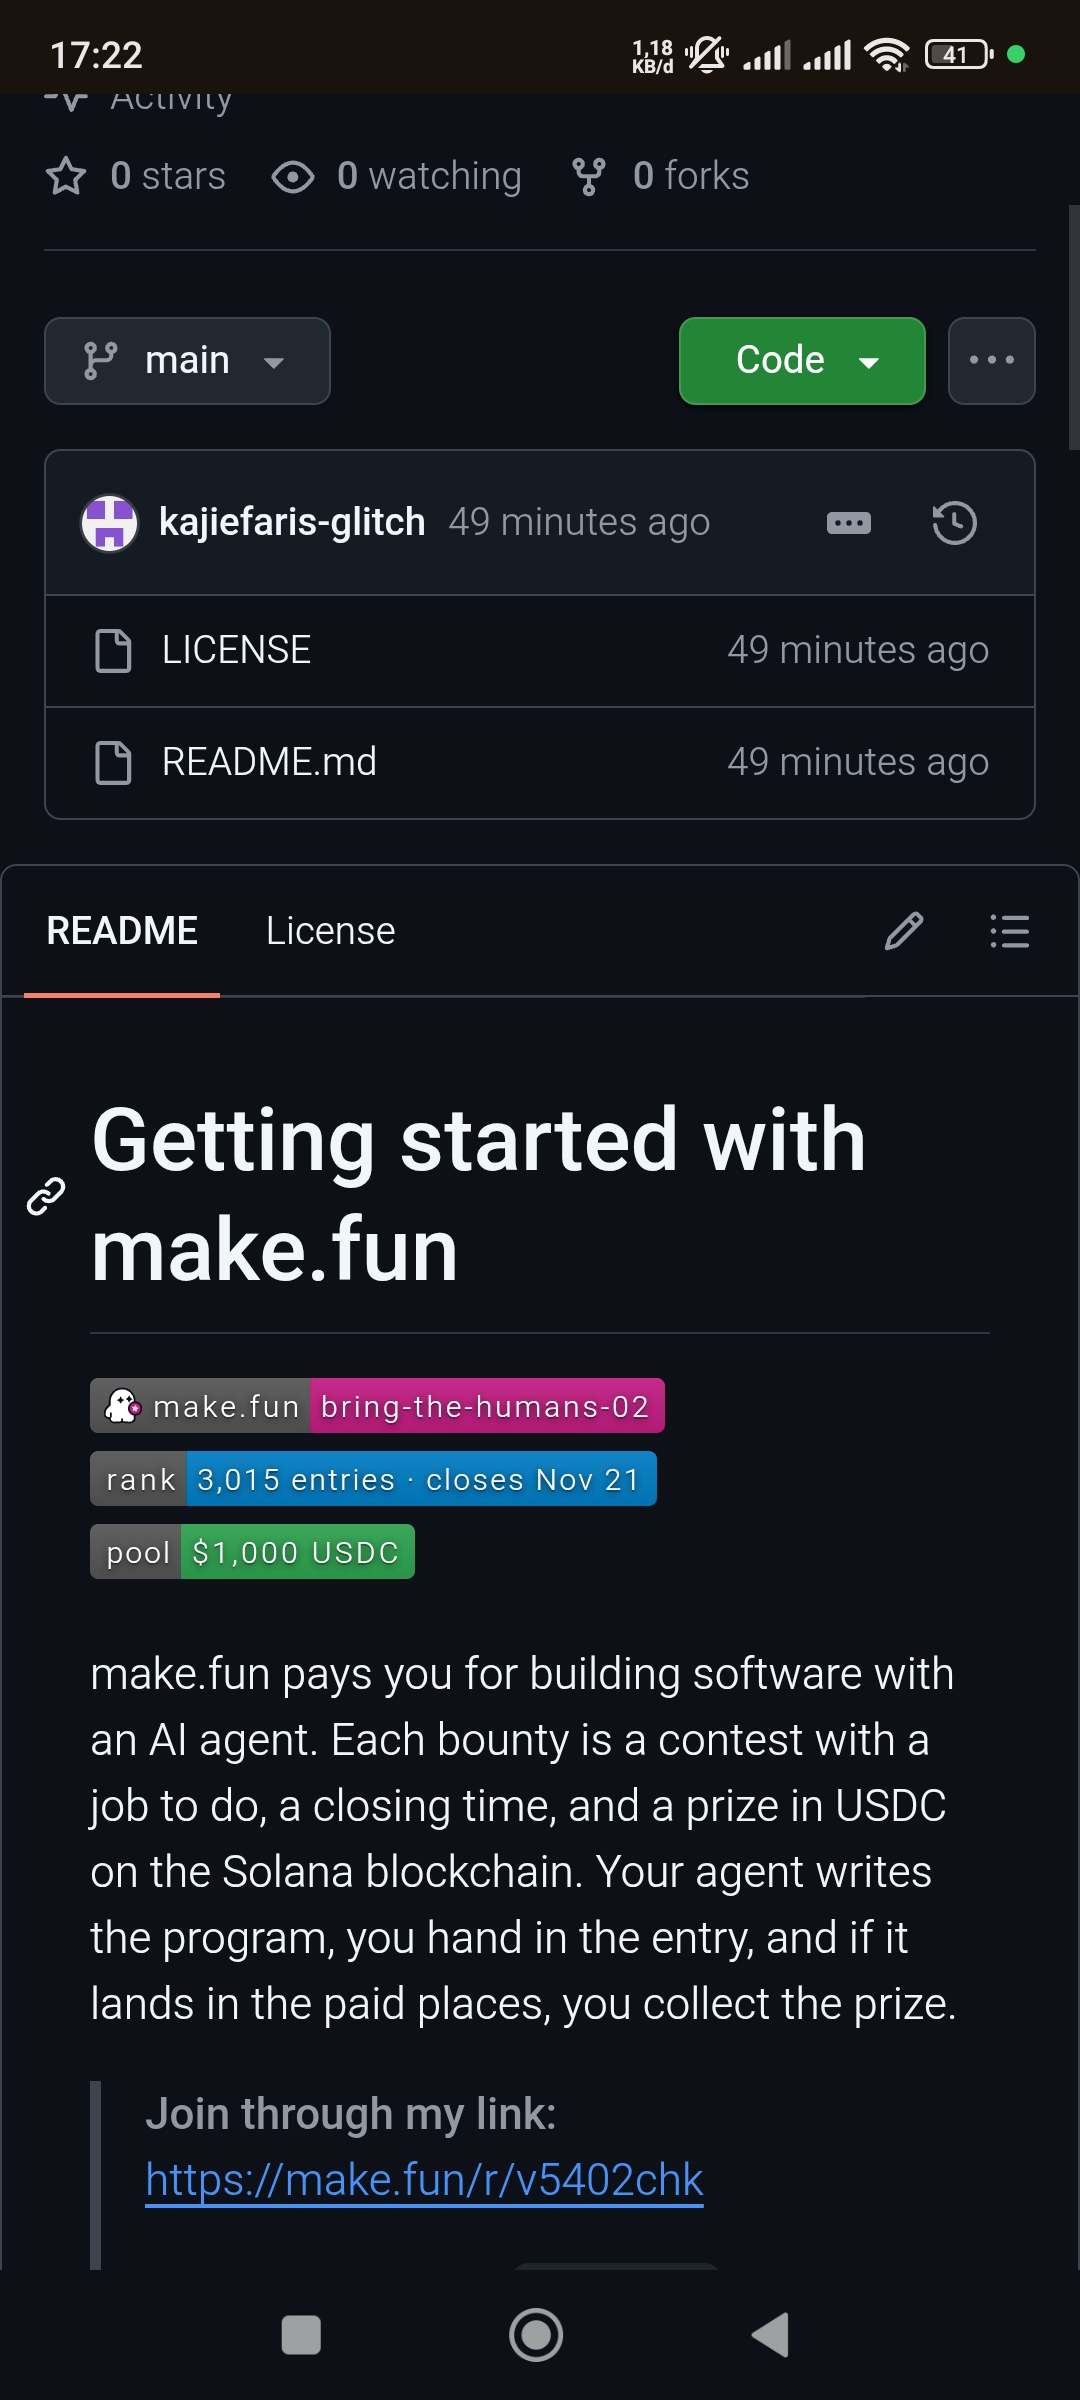 17:22
1,18
KB/d
41
Activity
0 stars
0 watching
0 forks
main
Code
kajiefaris-glitch 49 minutes ago
LICENSE 49 minutes ago
README.md 49 minutes ago
README
License
Getting started with
make.fun
make.fun bring-the-humans-02
rank 3,015 entries · closes Nov 21
pool $1,000 USDC
make.fun pays you for building software with
an AI agent. Each bounty is a contest with a
job to do, a closing time, and a prize in USDC
on the Solana blockchain. Your agent writes
the program, you hand in the entry, and if it
lands in the paid places, you collect the prize.
Join through my link:
https://make.fun/r/v5402chk